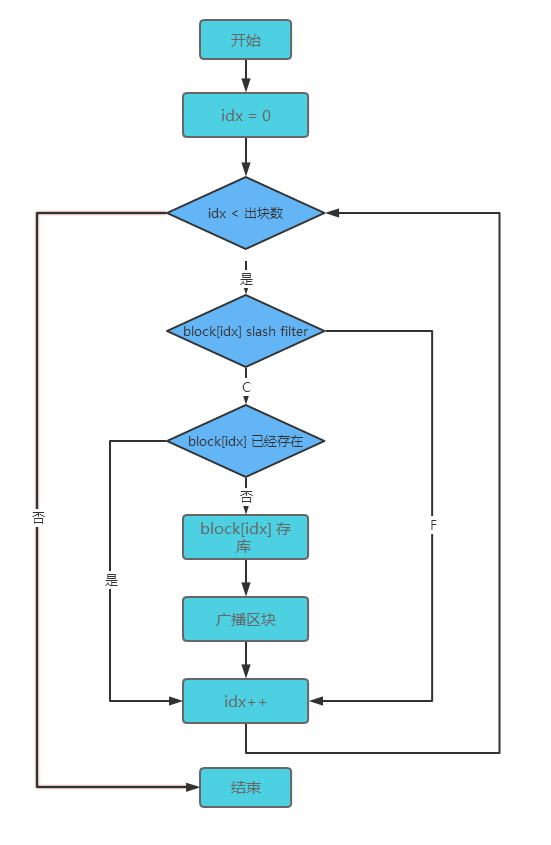 开始
idx = 0
idx < 出块数
是
block[idx] slash filter
C
block[idx] 已经存在
否
否
block[idx] 存
库
F
是
广播区块
idx++
结束